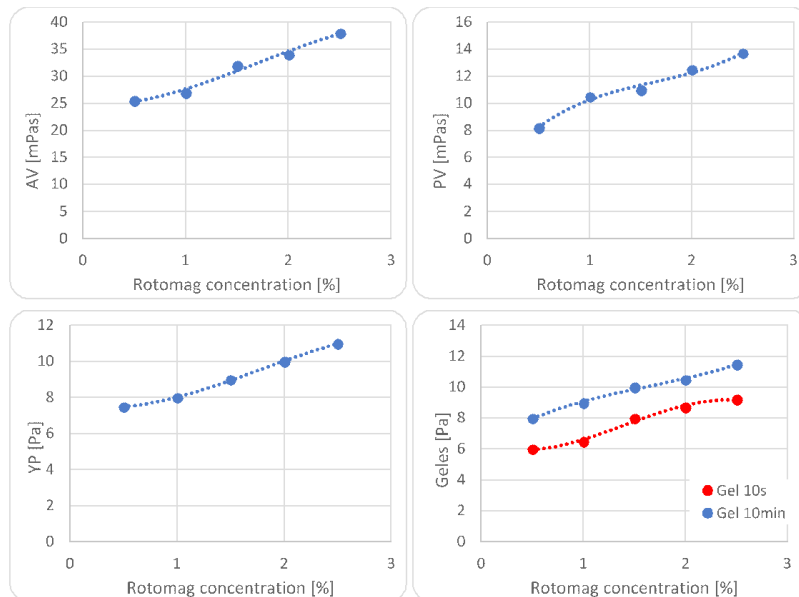 40
35
30
25
20
15
10
5
0
AV [mPas]
0 1 2 3
Rotomag concentration [%]
16
14
12
10
8
6
4
2
0
PV [mPas]
0 1 2 3
Rotomag concentration [%]
12
10
8
6
4
2
0
YP [Pa]
0 1 2 3
Rotomag concentration [%]
14
12
10
8
6
4
2
0
Geles [Pa]
Gel 10s
Gel 10min
0 1 2 3
Rotomag concentration [%]